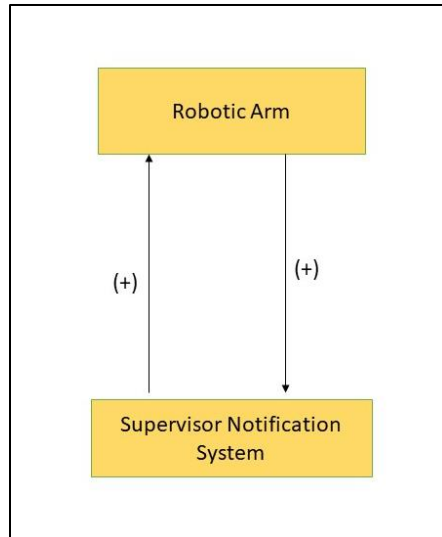 Robotic Arm
(+)
(+)
Supervisor Notification
System